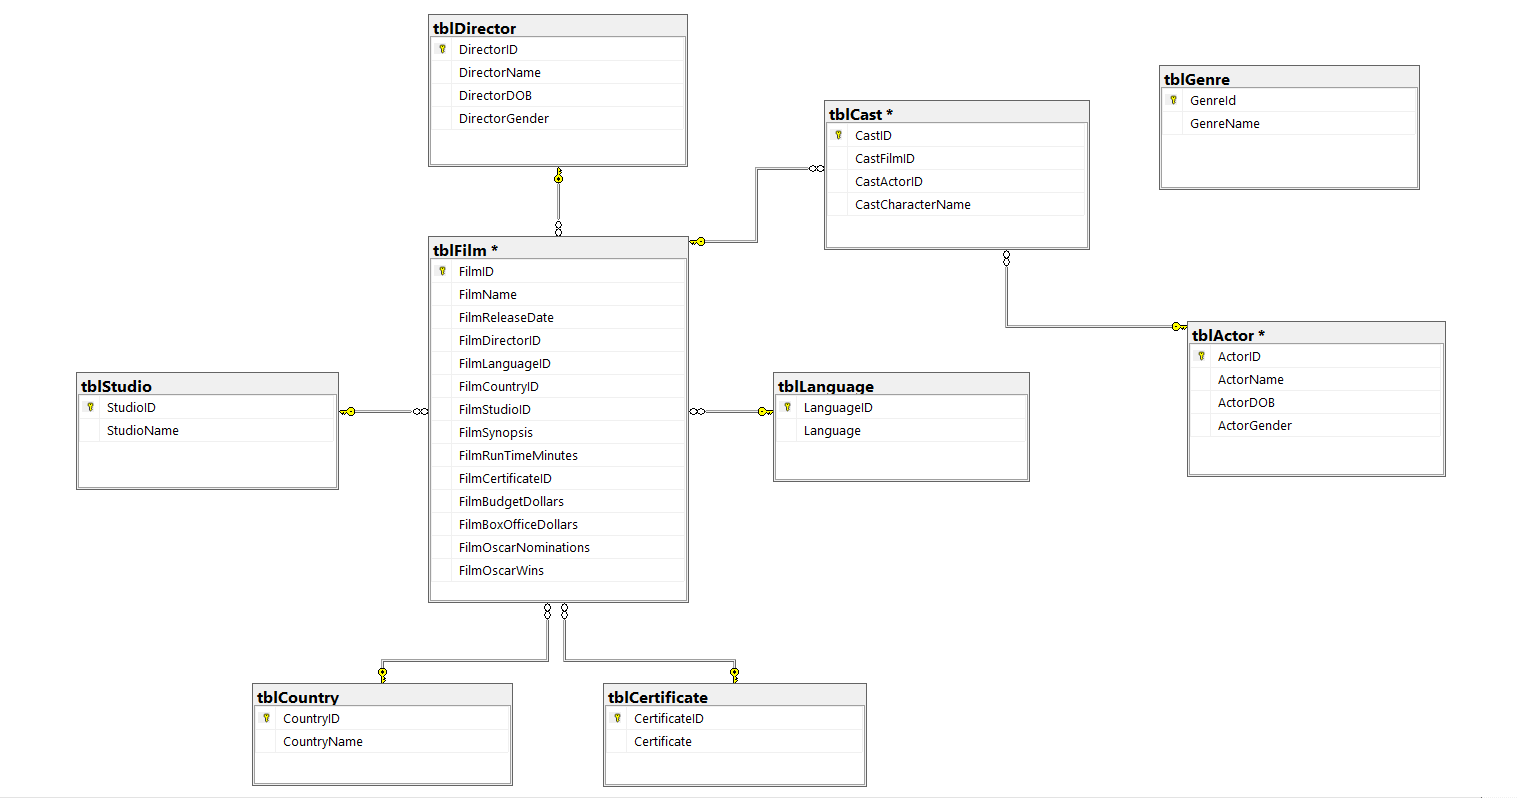 tblDirector
DirectorID
DirectorName
DirectorDOB
DirectorGender
tblGenre
GenreId
GenreName
tblCast *
CastID
CastFilmID
CastActorID
CastCharacterName
tblFilm *
FilmID
FilmName
FilmReleaseDate
FilmDirectorID
FilmLanguageID
FilmCountryID
FilmStudioID
FilmSynopsis
FilmRunTimeMinutes
FilmCertificateID
FilmBudgetDollars
FilmBoxOfficeDollars
FilmOscarNominations
FilmOscarWins
tblActor *
ActorID
ActorName
ActorDOB
ActorGender
tblStudio
StudioID
StudioName
tblLanguage
LanguageID
Language
tblCountry
CountryID
CountryName
tblCertificate
CertificateID
Certificate